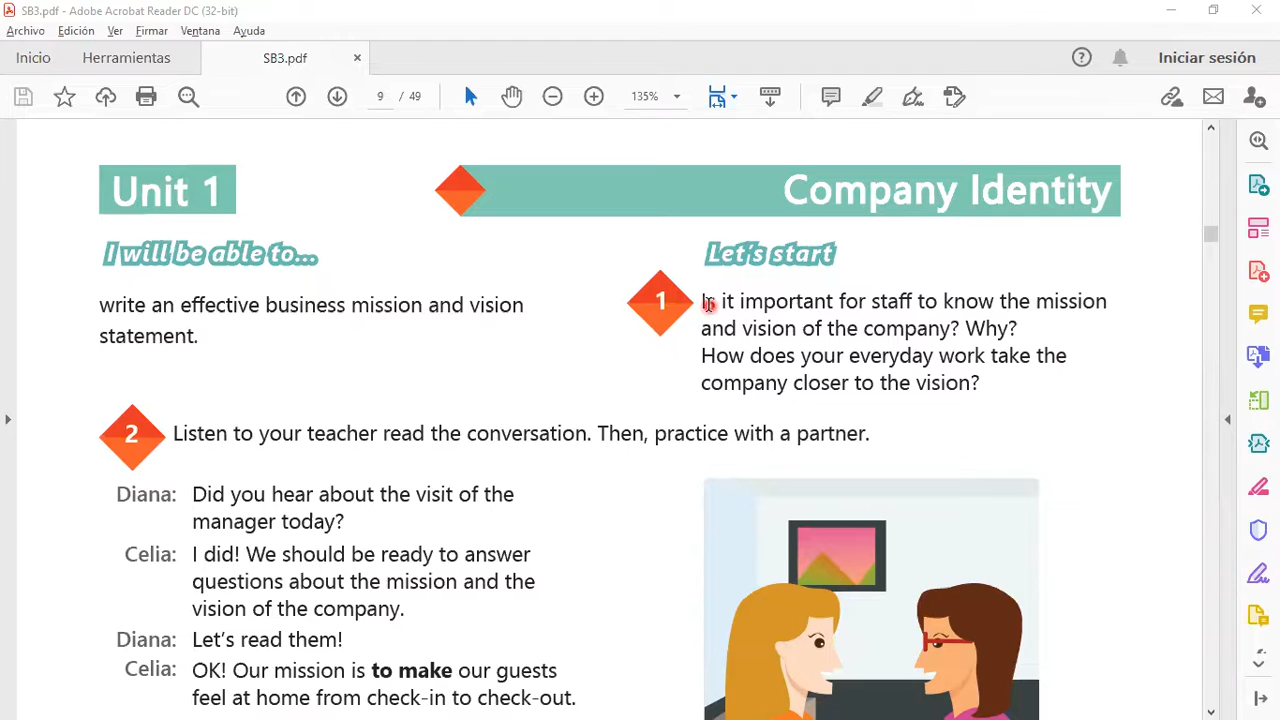 SB3.pdf - Adobe Acrobat Reader DC (32-bit)
Archivo Edición Ver Firmar Ventana Ayuda
Inicio Herramientas SB3.pdf × Iniciar sesión
9 / 49 135%
Unit 1 Company Identity
I will be able to...
write an effective business mission and vision
statement.
Let's start
1 Is it important for staff to know the mission
and vision of the company? Why?
How does your everyday work take the
company closer to the vision?
2 Listen to your teacher read the conversation. Then, practice with a partner.
Diana: Did you hear about the visit of the
manager today?
Celia: I did! We should be ready to answer
questions about the mission and the
vision of the company.
Diana: Let's read them!
Celia: OK! Our mission is to make our guests
feel at home from check-in to check-out.